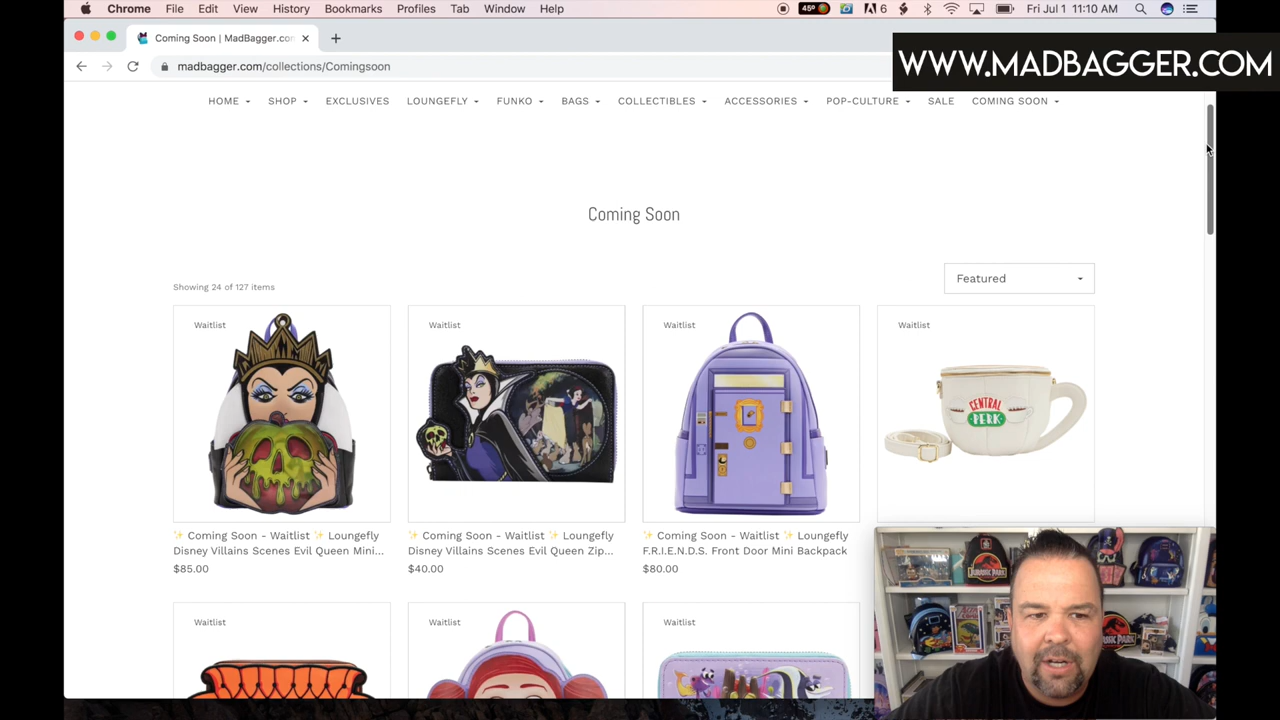 Chrome File Edit View History Bookmarks Profiles Tab Window Help
45° 6 Fri Jul 1 11:10 AM
Coming Soon | MadBagger.com
WWW.MADBAGGER.COM
madbagger.com/collections/Comingsoon
HOME SHOP EXCLUSIVES LOUNGEFLY FUNKO BAGS COLLECTIBLES ACCESSORIES POP-CULTURE SALE COMING SOON
Coming Soon
Showing 24 of 127 items
Featured
Waitlist
Waitlist
Waitlist
Waitlist
CENTRAL
PERK
✨ Coming Soon - Waitlist ✨ Loungefly
Disney Villains Scenes Evil Queen Mini...
$85.00
✨ Coming Soon - Waitlist ✨ Loungefly
Disney Villains Scenes Evil Queen Zip...
$40.00
✨ Coming Soon - Waitlist ✨ Loungefly
F.R.I.E.N.D.S. Front Door Mini Backpack
$80.00
Waitlist
Waitlist
Waitlist
JURASSIC PARK